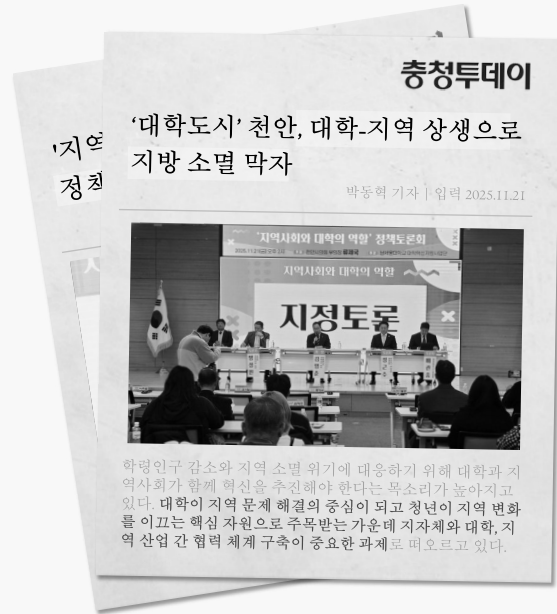 충청투데이
'지역
정책
‘대학도시’ 천안, 대학-지역 상생으로
지방 소멸 막자
박동혁 기자 | 입력 2025.11.21
'지역사회와 대학의 역할' 정책토론회
지역사회와 대학의 역할
지정토론
학령인구 감소와 지역 소멸 위기에 대응하기 위해 대학과 지
역사회가 함께 혁신을 추진해야 한다는 목소리가 높아지고
있다. 대학이 지역 문제 해결의 중심이 되고 청년이 지역 변화
를 이끄는 핵심 자원으로 주목받는 가운데 지자체와 대학, 지
역 산업 간 협력 체계 구축이 중요한 과제로 떠오르고 있다.